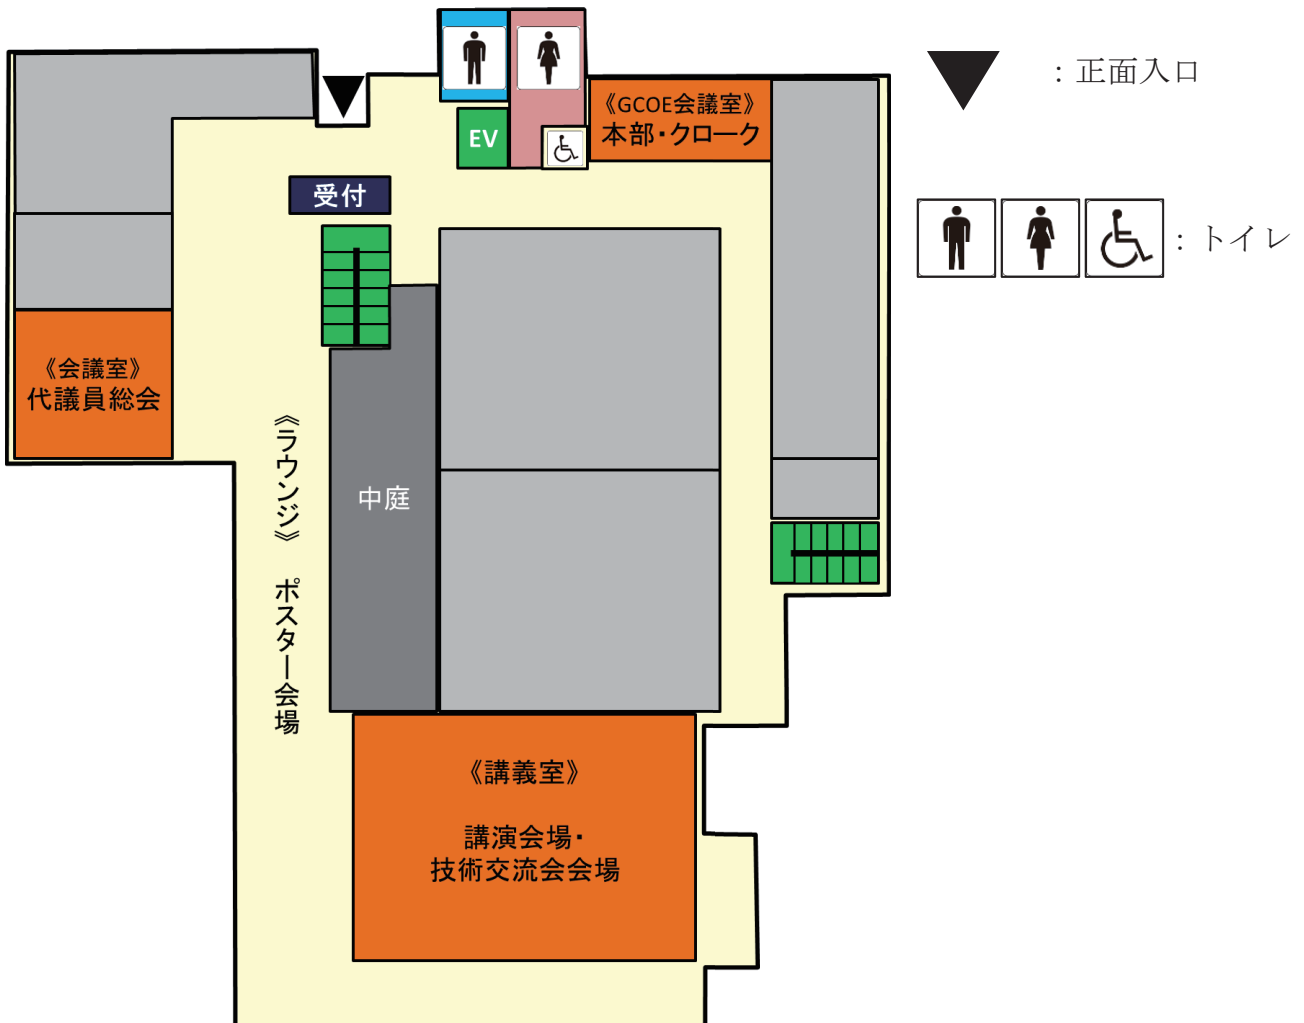 ：正面入口
《GCOE会議室》
本部・クローク
EV
受付
：トイレ
《会議室》
代議員総会
《ラウンジ》　ポスター会場
中庭
《講義室》
講演会場・
技術交流会会場